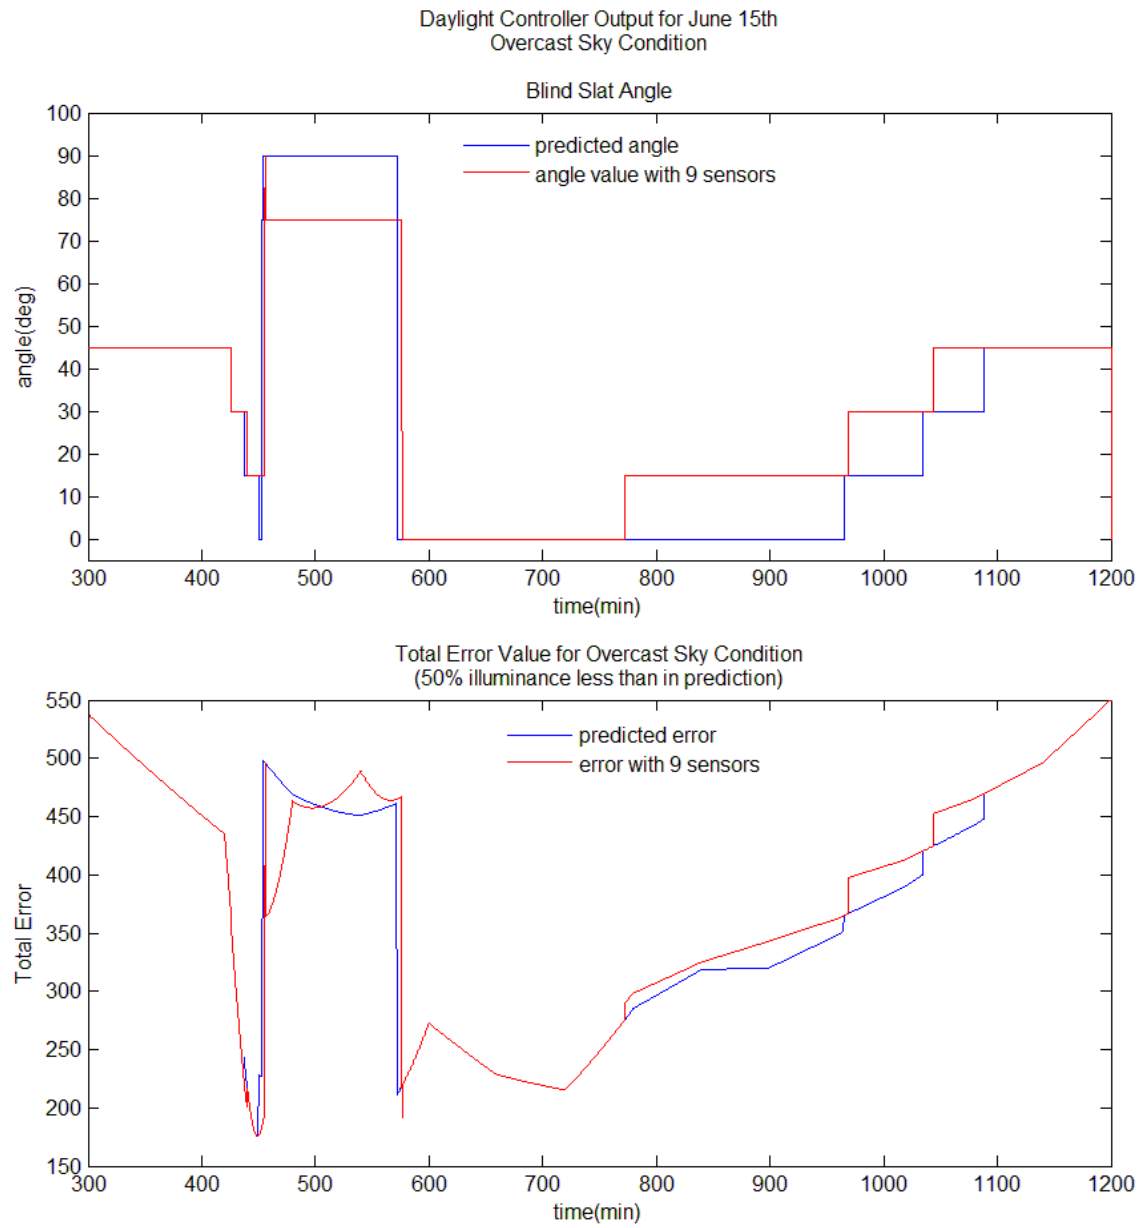 Daylight Controller Output for June 15th
Overcast Sky Condition
Blind Slat Angle
100
90
80
70
60
50
40
30
20
10
0
angle(deg)
predicted angle
angle value with 9 sensors
300 400 500 600 700 800 900 1000 1100 1200
time(min)
Total Error Value for Overcast Sky Condition
(50% illuminance less than in prediction)
550
500
450
400
350
300
250
200
150
Total Error
predicted error
error with 9 sensors
300 400 500 600 700 800 900 1000 1100 1200
time(min)